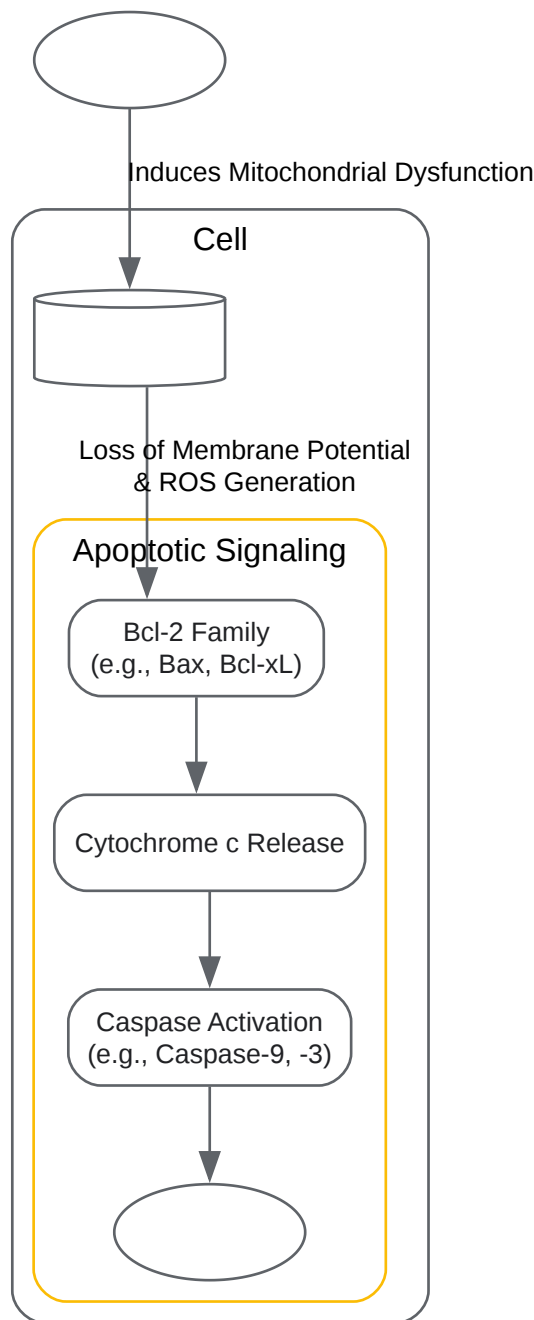 Induces Mitochondrial Dysfunction
Cell
Loss of Membrane Potential
& ROS Generation
Apoptotic Signaling
Bcl-2 Family
(e.g., Bax, Bcl-xL)
Cytochrome c Release
Caspase Activation
(e.g., Caspase-9, -3)